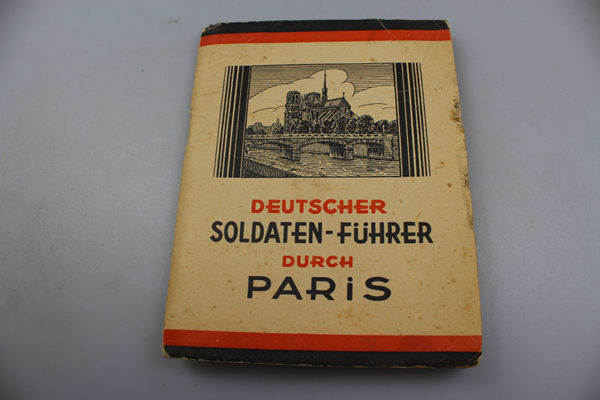 DEUTSCHER
SOLDATEN-FÜHRER
DURCH
PARiS